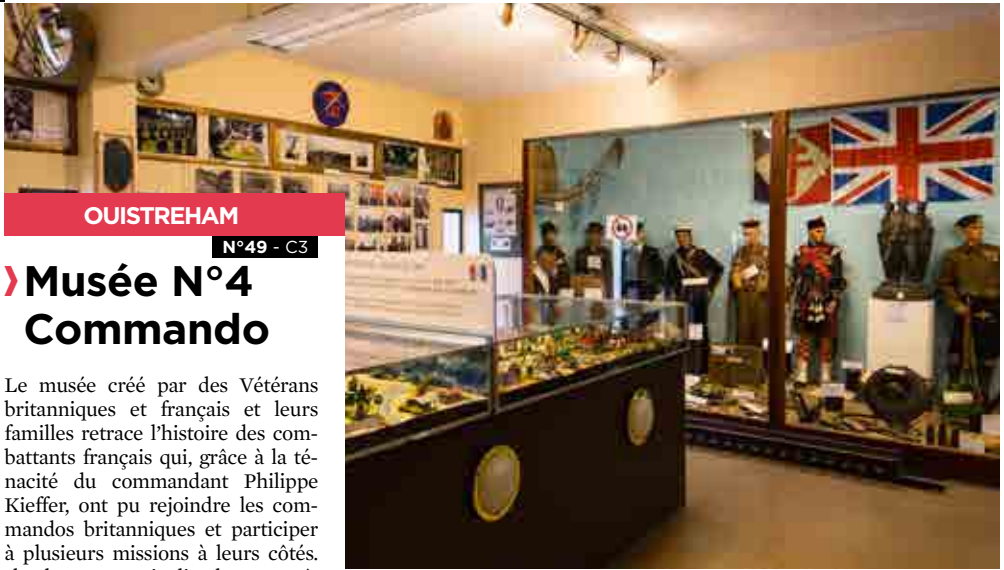 OUISTREHAM
N°49 - C3
Musée N°4
Commando
Le musée créé par des Vétérans
britanniques et français et leurs
familles retrace l'histoire des com-
battants français qui, grâce à la té-
nacité du commandant Philippe
Kieffer, ont pu rejoindre les com-
mandos britanniques et participer
à plusieurs missions à leurs côtés.